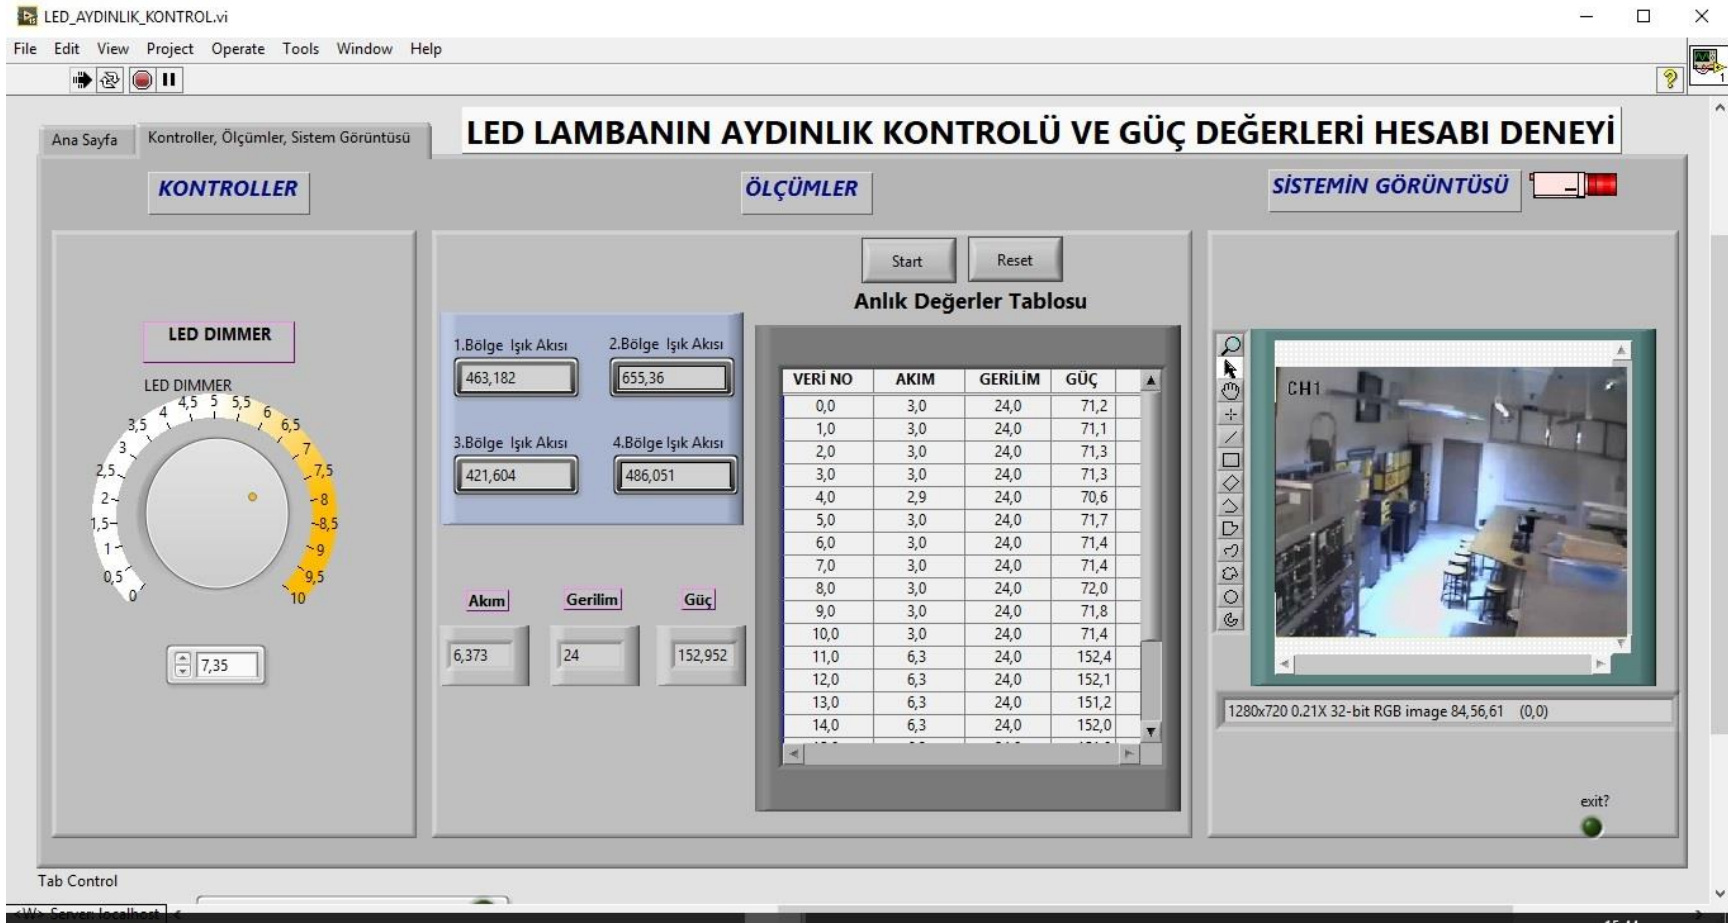 LED_AYDINLIK_KONTROL.vi
File Edit View Project Operate Tools Window Help
1
Ana Sayfa
Kontroller, Ölçümler, Sistem Görüntüsü
LED LAMBANIN AYDINLIK KONTROLÜ VE GÜÇ DEĞERLERİ HESABI DENEYİ
KONTROLLER
ÖLÇÜMLER
SİSTEMİN GÖRÜNTÜSÜ
LED DIMMER
LED DIMMER
0
0,5
1
1,5
2
2,5
3
3,5
4
4,5
5
5,5
6
6,5
7
7,5
8
8,5
9
9,5
10
7,35
Start Reset
Anlık Değerler Tablosu
1.Bölge Işık Akısı 2.Bölge Işık Akısı
463,182 655,36
3.Bölge Işık Akısı 4.Bölge Işık Akısı
421,604 486,051
Akım Gerilim Güç
6,373 24 152,952
VERİ NO AKIM GERİLİM GÜÇ
0,0 3,0 24,0 71,2
1,0 3,0 24,0 71,1
2,0 3,0 24,0 71,3
3,0 3,0 24,0 71,3
4,0 2,9 24,0 70,6
5,0 3,0 24,0 71,7
6,0 3,0 24,0 71,4
7,0 3,0 24,0 71,4
8,0 3,0 24,0 72,0
9,0 3,0 24,0 71,8
10,0 3,0 24,0 71,4
11,0 6,3 24,0 152,4
12,0 6,3 24,0 152,1
13,0 6,3 24,0 151,2
14,0 6,3 24,0 152,0
CH1
1280x720 0.21X 32-bit RGB image 84,56,61 (0,0)
exit?
Tab Control
Server: localhost